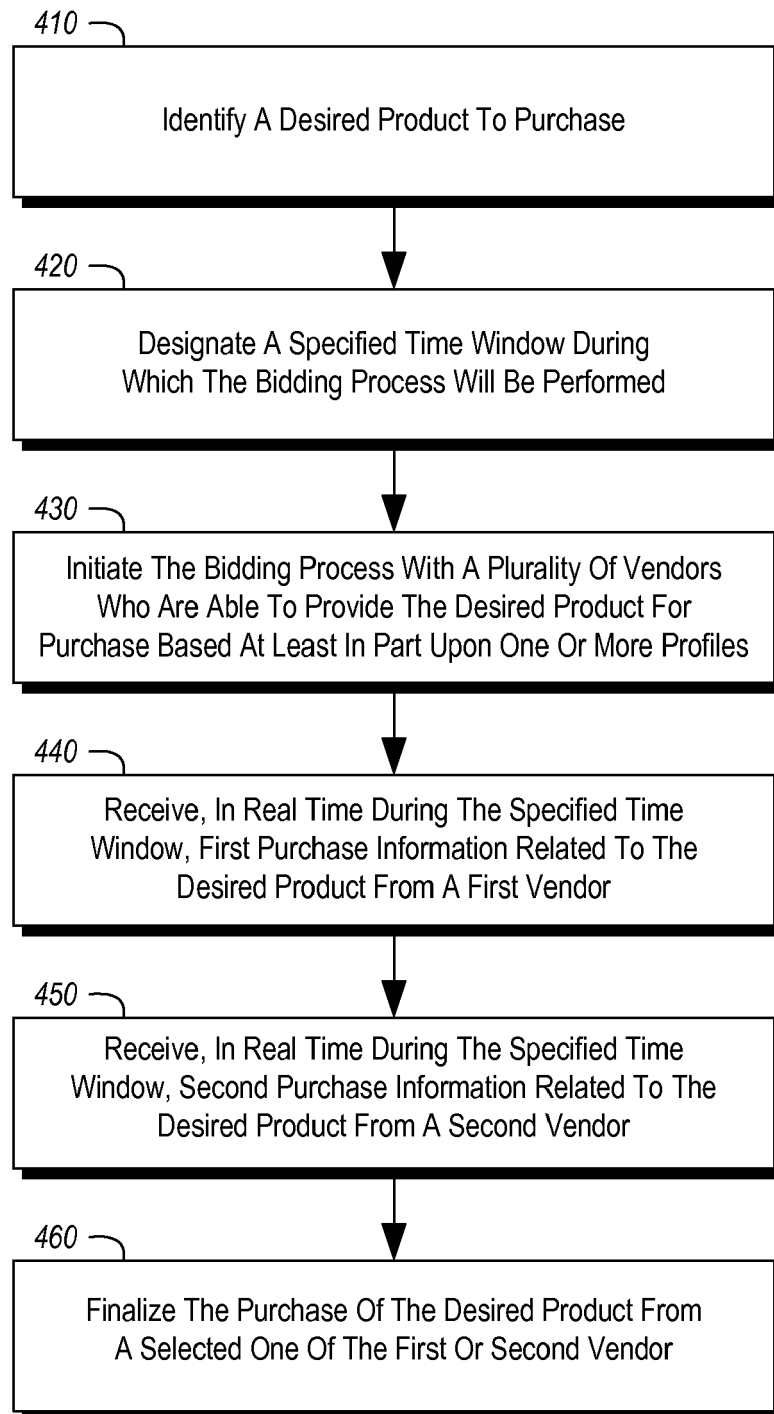 410
Identify A Desired Product To Purchase
420
Designate A Specified Time Window During
Which The Bidding Process Will Be Performed
430
Initiate The Bidding Process With A Plurality Of Vendors
Who Are Able To Provide The Desired Product For
Purchase Based At Least In Part Upon One Or More Profiles
440
Receive, In Real Time During The Specified Time
Window, First Purchase Information Related To The
Desired Product From A First Vendor
450
Receive, In Real Time During The Specified Time
Window, Second Purchase Information Related To The
Desired Product From A Second Vendor
460
Finalize The Purchase Of The Desired Product From
A Selected One Of The First Or Second Vendor